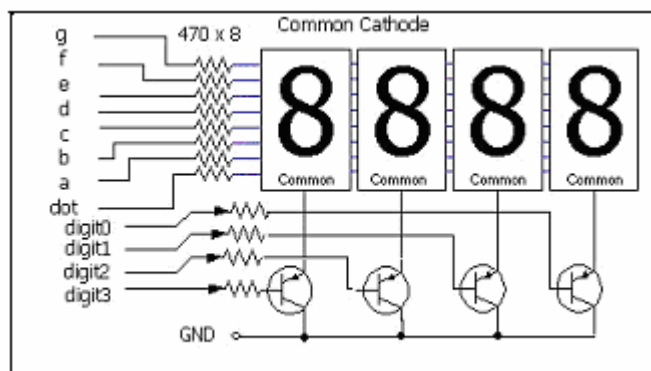 Common Cathode
470 x 8
g
f
e
d
c
b
a
dot
8 8 8 8
Common Common Common Common
digit0
digit1
digit2
digit3
GND